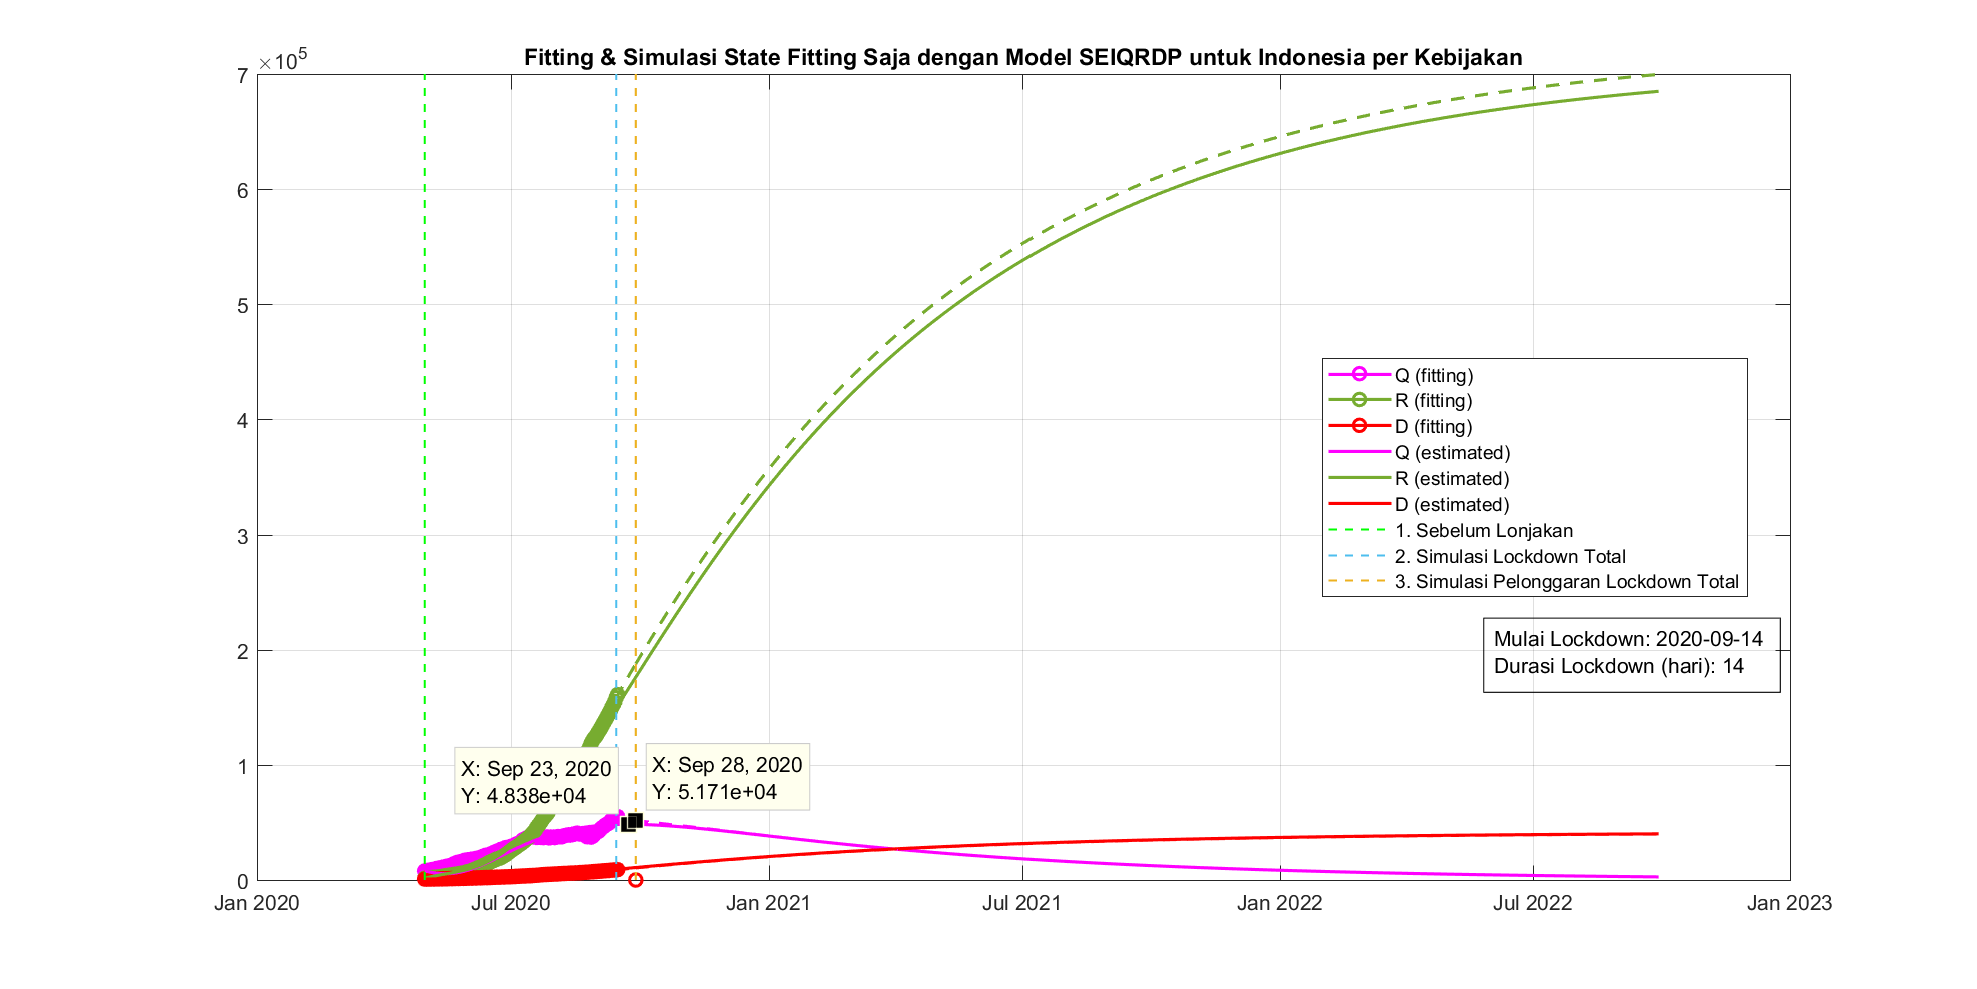 Fitting & Simulasi State Fitting Saja dengan Model SEIQRDP untuk Indonesia per Kebijakan
×10^5
7
6
5
4
3
2
1
0
Q (fitting)
R (fitting)
D (fitting)
Q (estimated)
R (estimated)
D (estimated)
1. Sebelum Lonjakan
2. Simulasi Lockdown Total
3. Simulasi Pelonggaran Lockdown Total
Mulai Lockdown: 2020-09-14
Durasi Lockdown (hari): 14
X: Sep 23, 2020
Y: 4.838e+04
X: Sep 28, 2020
Y: 5.171e+04
Jan 2020
Jul 2020
Jan 2021
Jul 2021
Jan 2022
Jul 2022
Jan 2023